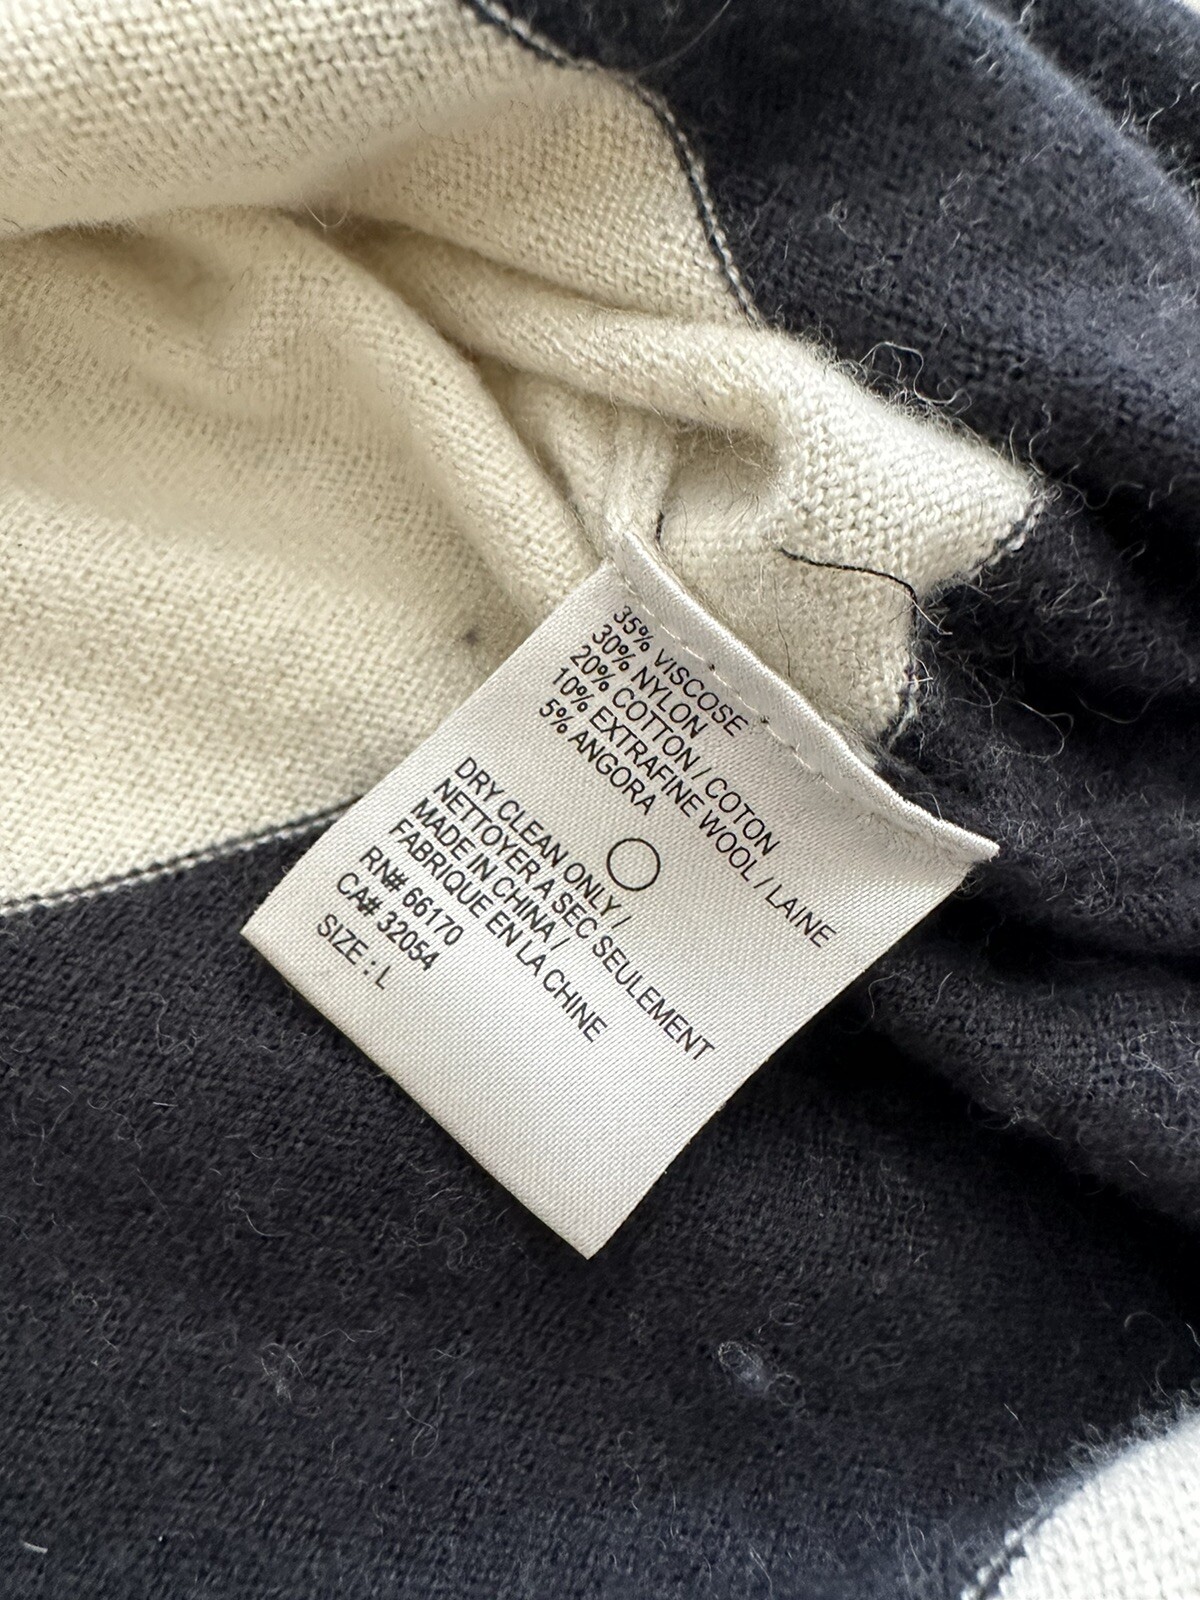 35% VISCOSE
30% NYLON
20% COTTON / COTON
10% EXTRAFINE WOOL / LAINE
5% ANGORA
DRY CLEAN ONLY /
NETTOYER A SEC SEULEMENT
MADE IN CHINA /
FABRIQUE EN LA CHINE
RN# 66170
CA# 32054
SIZE : L